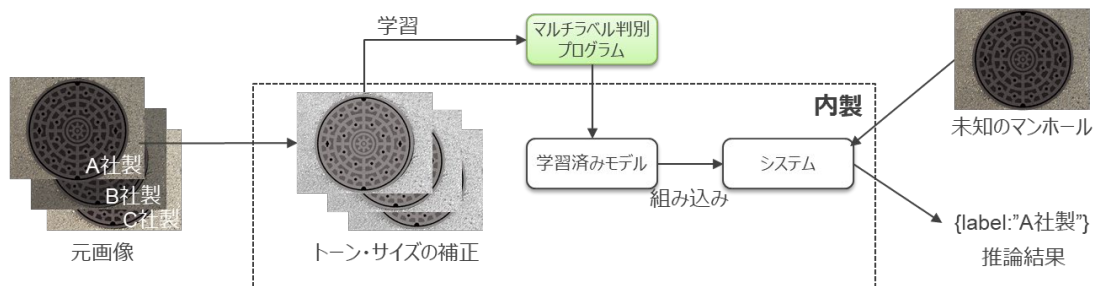 学習
マルチラベル判別
プログラム
内製
未知のマンホール
A社製
B社製
C社製
学習済みモデル
システム
組み込み
元画像
トーン・サイズの補正
{label:”A社製”}
推論結果